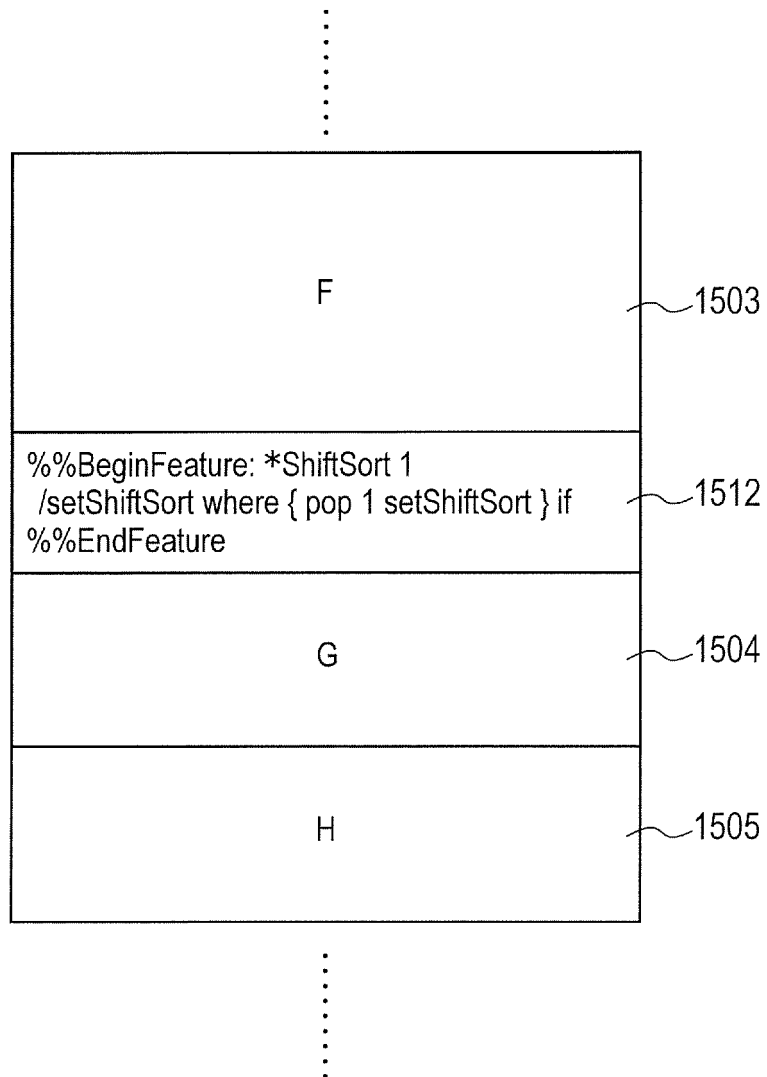 F
1503
%%BeginFeature: *ShiftSort 1
/setShiftSort where { pop 1 setShiftSort } if
%%EndFeature
1512
G
1504
H
1505